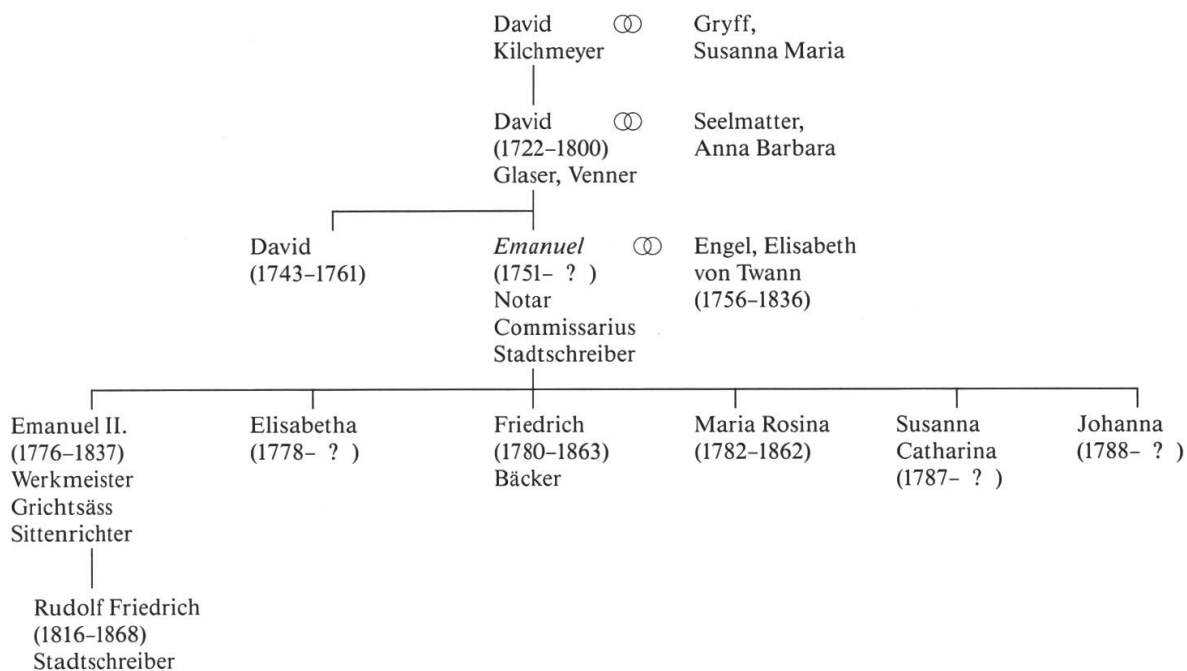 David ⚭ Gryff,
Kilchmeyer Susanna Maria
David ⚭ Seelmatter,
(1722–1800) Anna Barbara
Glaser, Venner
David
(1743–1761)
Emanuel ⚭ Engel, Elisabeth
(1751– ? ) von Twann
Notar (1756–1836)
Commissarius
Stadtschreiber
Emanuel II.
(1776–1837)
Werkmeister
Grichtsäss
Sittenrichter
Elisabetha
(1778– ? )
Friedrich
(1780–1863)
Bäcker
Maria Rosina
(1782–1862)
Susanna
Catharina
(1787– ? )
Johanna
(1788– ? )
Rudolf Friedrich
(1816–1868)
Stadtschreiber